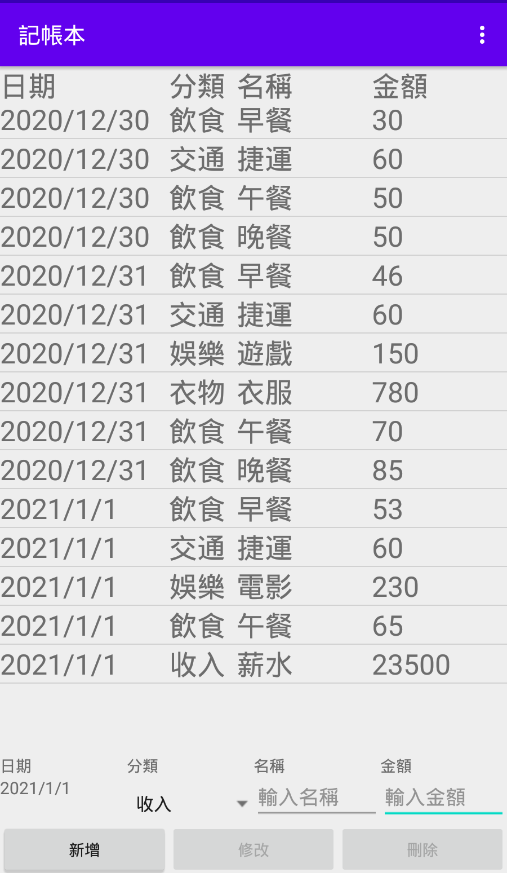 記帳本
日期 分類 名稱 金額
2020/12/30 飲食 早餐 30
2020/12/30 交通 捷運 60
2020/12/30 飲食 午餐 50
2020/12/30 飲食 晚餐 50
2020/12/31 飲食 早餐 46
2020/12/31 交通 捷運 60
2020/12/31 娛樂 遊戲 150
2020/12/31 衣物 衣服 780
2020/12/31 飲食 午餐 70
2020/12/31 飲食 晚餐 85
2021/1/1 飲食 早餐 53
2021/1/1 交通 捷運 60
2021/1/1 娛樂 電影 230
2021/1/1 飲食 午餐 65
2021/1/1 收入 薪水 23500
日期 分類 名稱 金額
2021/1/1 收入 輸入名稱 輸入金額
新增 修改 刪除